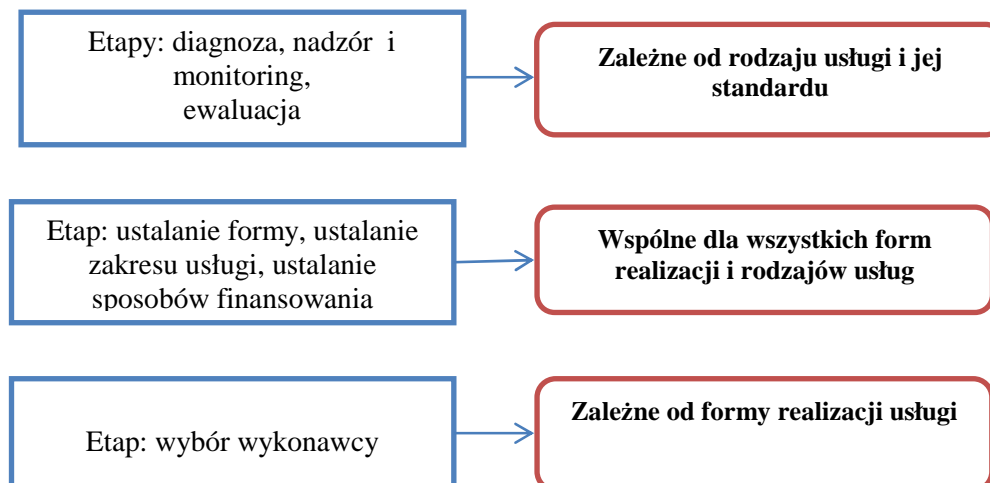 Etapy: diagnoza, nadzór i
monitoring,
ewaluacja
Zależne od rodzaju usługi i jej
standardu
Etap: ustalanie formy, ustalanie
zakresu usługi, ustalanie
sposobów finansowania
Wspólne dla wszystkich form
realizacji i rodzajów usług
Etap: wybór wykonawcy
Zależne od formy realizacji usługi